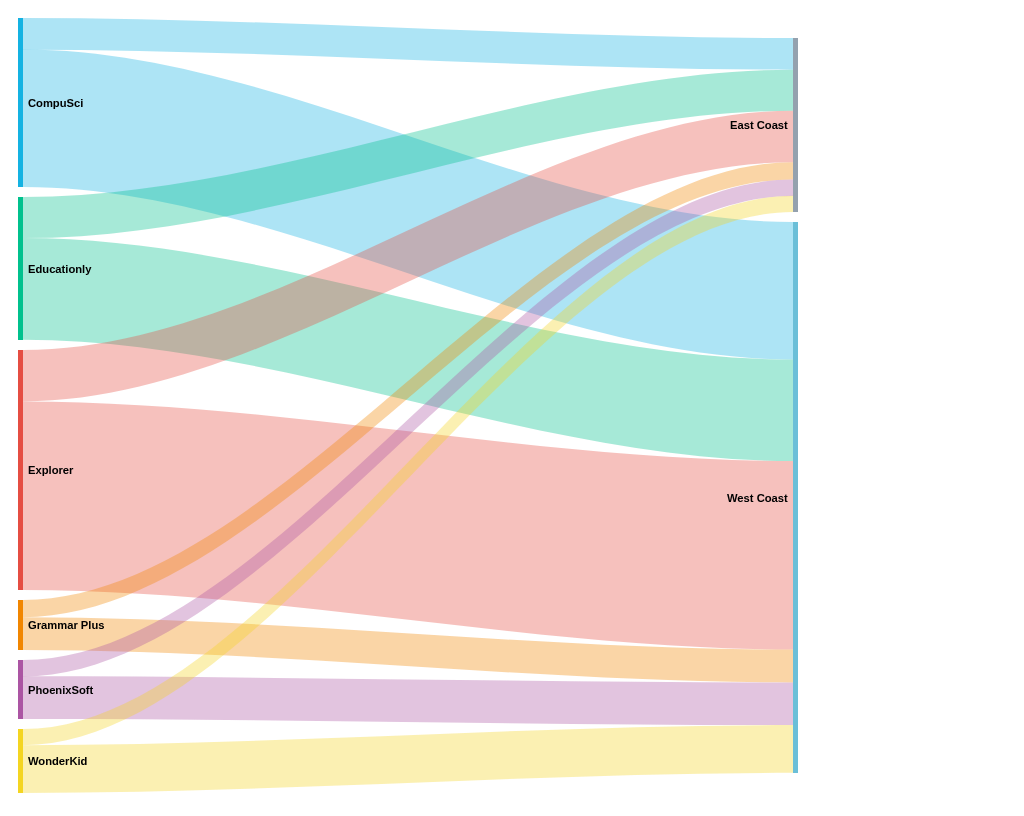 CompuSci
East Coast
Educationly
Explorer
West Coast
Grammar Plus
PhoenixSoft
WonderKid